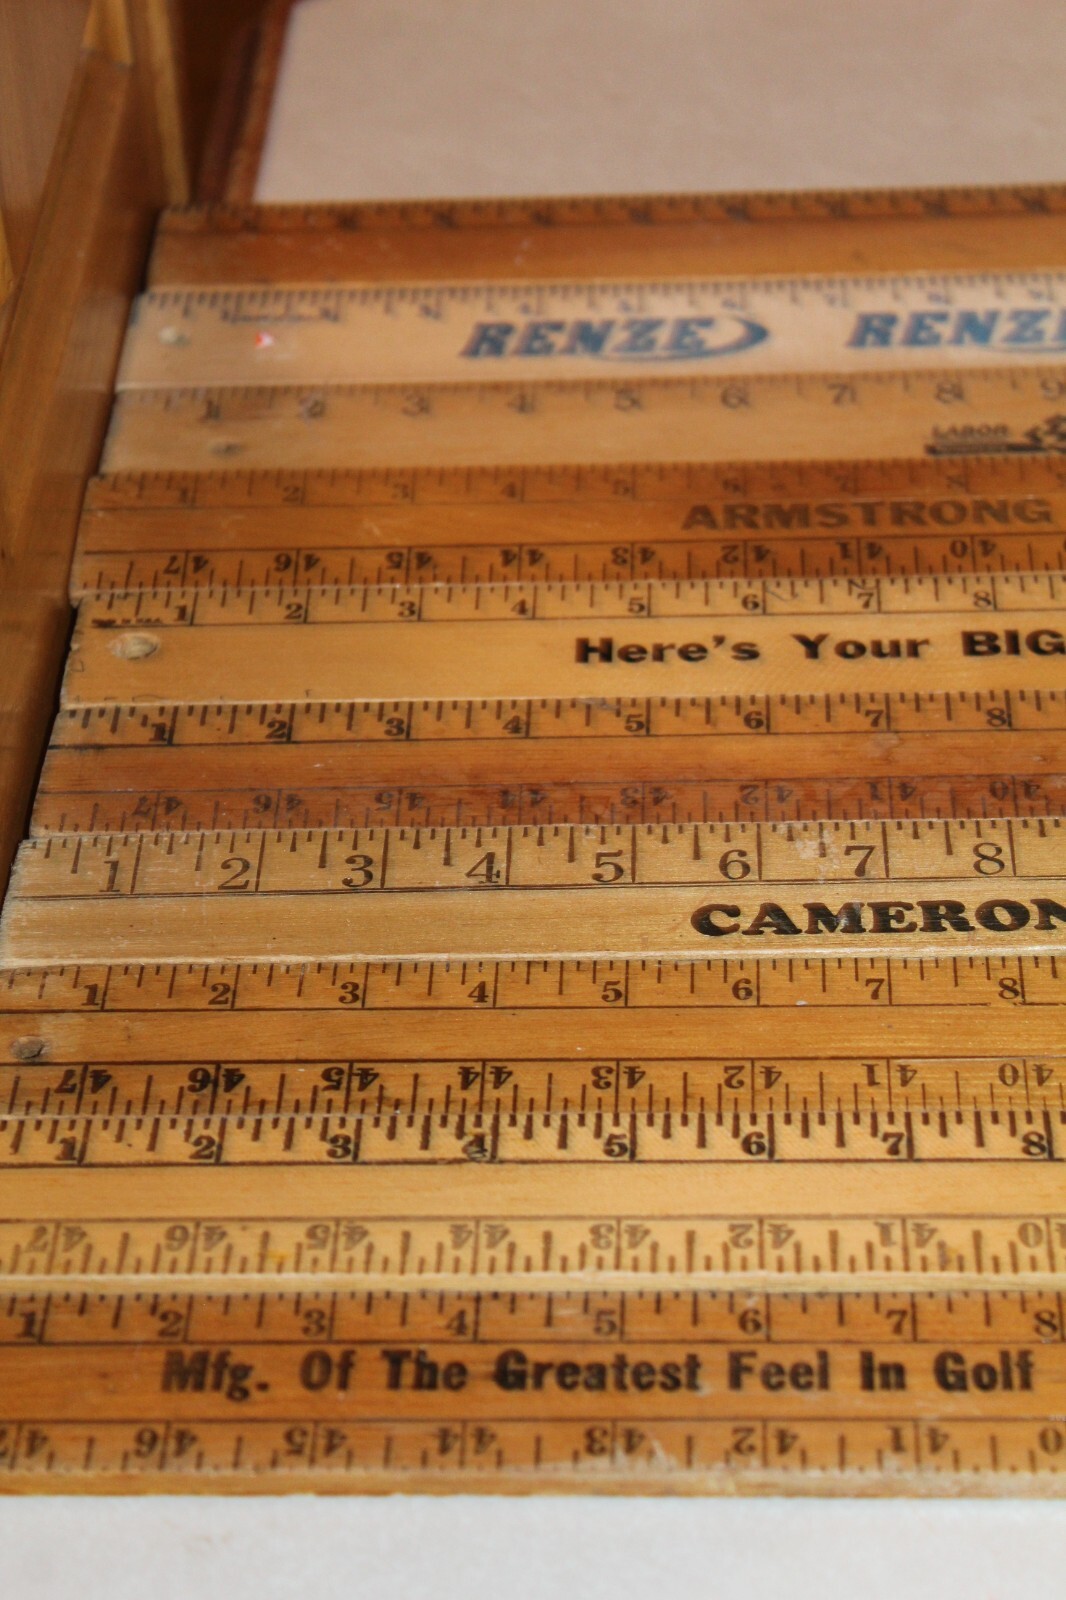 RENZE RENZE
1 2 3 4 5 6 7 8 9
LABOR
1 2 3 4 5 6 7
ARMSTRONG
47 46 45 44 43 42 41 40
1 2 3 4 5 6 7 8
Here's Your BIG
1 2 3 4 5 6 7 8
47 46 45 44 43 42 41 40
1 2 3 4 5 6 7 8
CAMERON
1 2 3 4 5 6 7 8
47 46 45 44 43 42 41 40
1 2 3 4 5 6 7 8
47 46 45 44 43 42 41 40
1 2 3 4 5 6 7 8
Mfg. Of The Greatest Feel In Golf
47 46 45 44 43 42 41 40